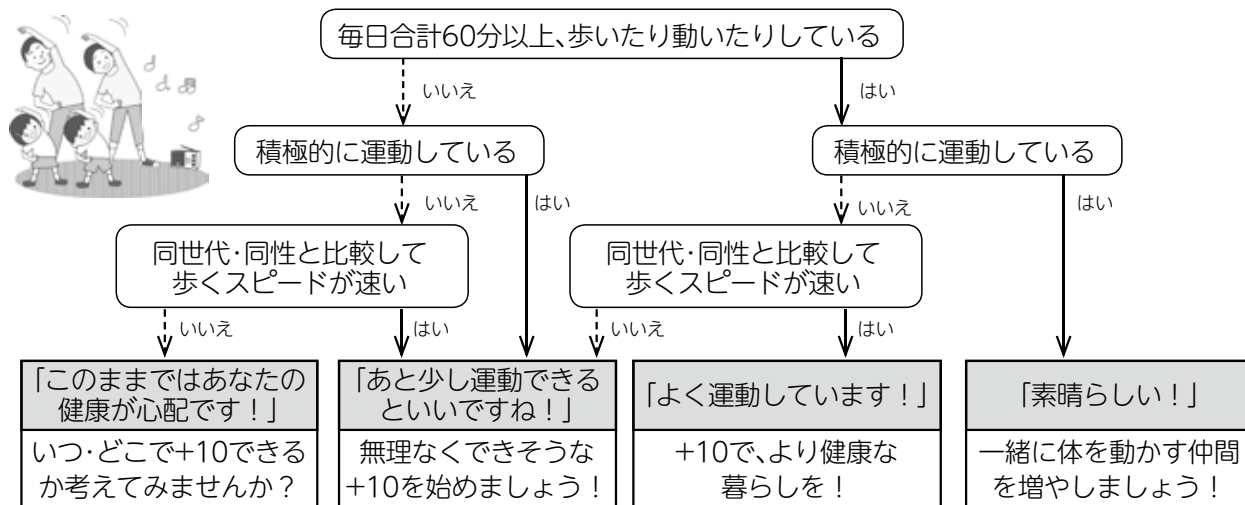 毎日合計60分以上、歩いたり動いたりしている
いいえ
はい
積極的に運動している
積極的に運動している
いいえ
はい
いいえ
はい
同世代・同性と比較して
歩くスピードが速い
同世代・同性と比較して
歩くスピードが速い
いいえ
はい
いいえ
はい
「このままではあなたの
健康が心配です！」
いつ・どこで+10できる
か考えてみませんか？
「あと少し運動できる
といいですね！」
無理なくできそうな
+10を始めましょう！
「よく運動しています！」
+10で、より健康な
暮らしを！
「素晴らしい！」
一緒に体を動かす仲間
を増やしましょう！